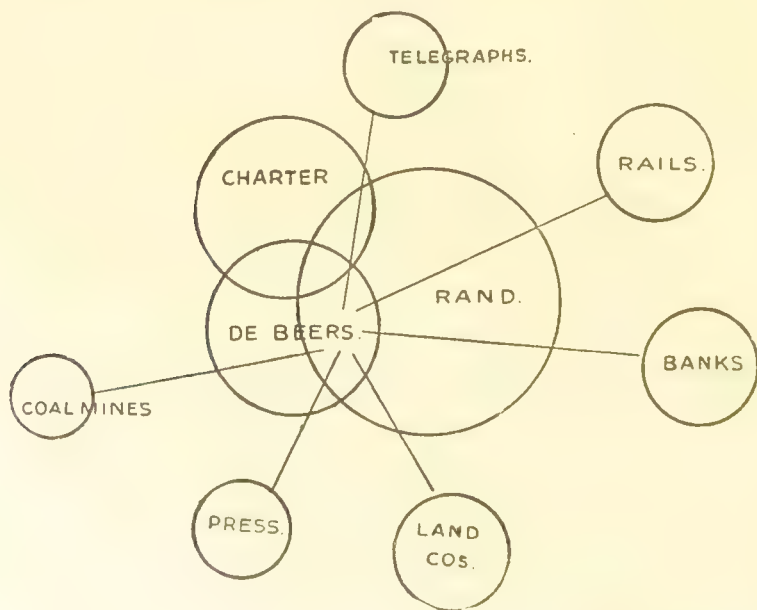 TELEGRAPHS.
CHARTER
RAILS.
RAND.
DE BEERS.
BANKS
COAL MINES
PRESS.
LAND
COS.